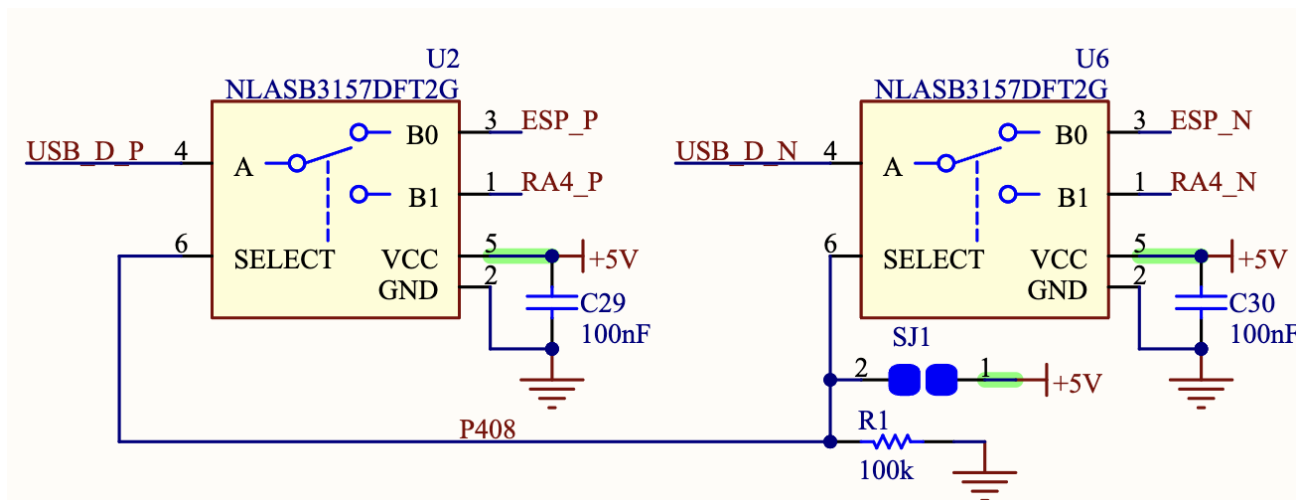 U2
NLASB3157DFT2G
USB_D_P
4
A
B0
3
ESP_P
B1
1
RA4_P
6
SELECT
VCC
5
+5V
GND
2
C29
100nF
U6
NLASB3157DFT2G
USB_D_N
4
A
B0
3
ESP_N
B1
1
RA4_N
6
SELECT
VCC
5
+5V
GND
2
C30
100nF
SJ1
2
1
+5V
P408
R1
100k